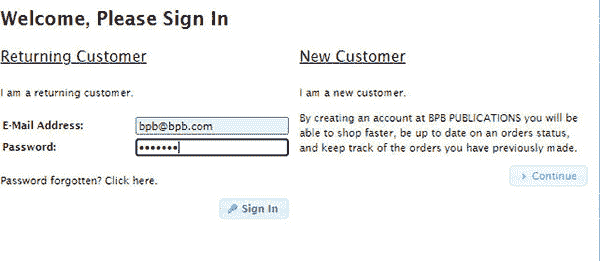 Welcome, Please Sign In
Returning Customer
I am a returning customer.
E-Mail Address: bpb@bpb.com
Password: •••••••
Password forgotten? Click here.
Sign In
New Customer
I am a new customer.
By creating an account at BPB PUBLICATIONS you will be
able to shop faster, be up to date on an orders status,
and keep track of the orders you have previously made.
Continue